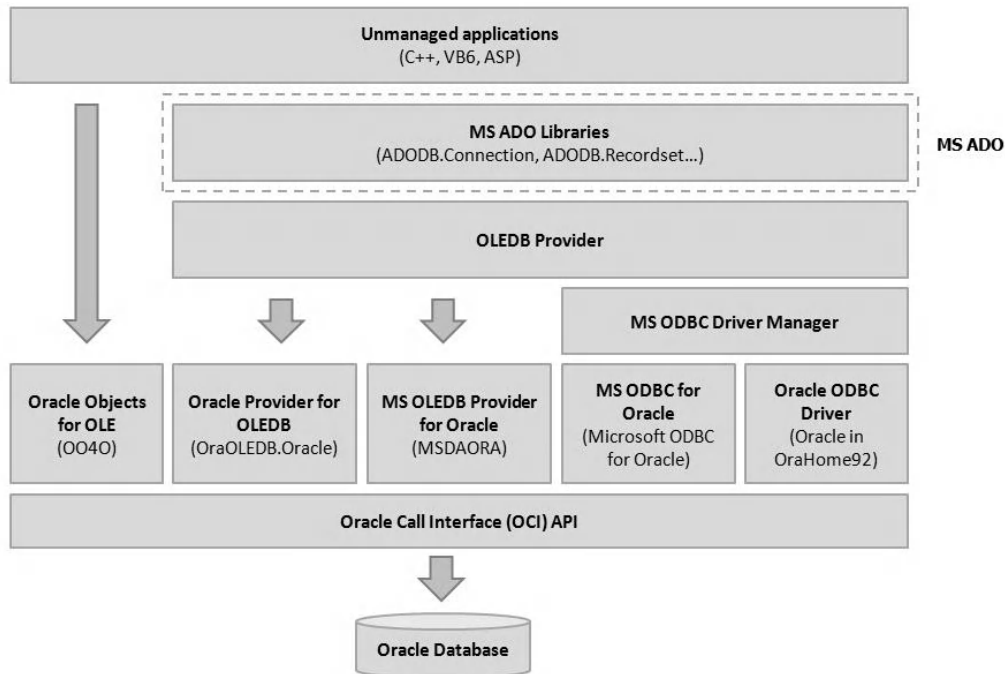 Unmanaged applications
(C++, VB6, ASP)
MS ADO Libraries
(ADODB.Connection, ADODB.Recordset...)
MS ADO
OLEDB Provider
MS ODBC Driver Manager
Oracle Objects
for OLE
(OO4O)
Oracle Provider for
OLEDB
(OraOLEDB.Oracle)
MS OLEDB Provider
for Oracle
(MSDAORA)
MS ODBC for
Oracle
(Microsoft ODBC
for Oracle)
Oracle ODBC
Driver
(Oracle in
OraHome92)
Oracle Call Interface (OCI) API
Oracle Database